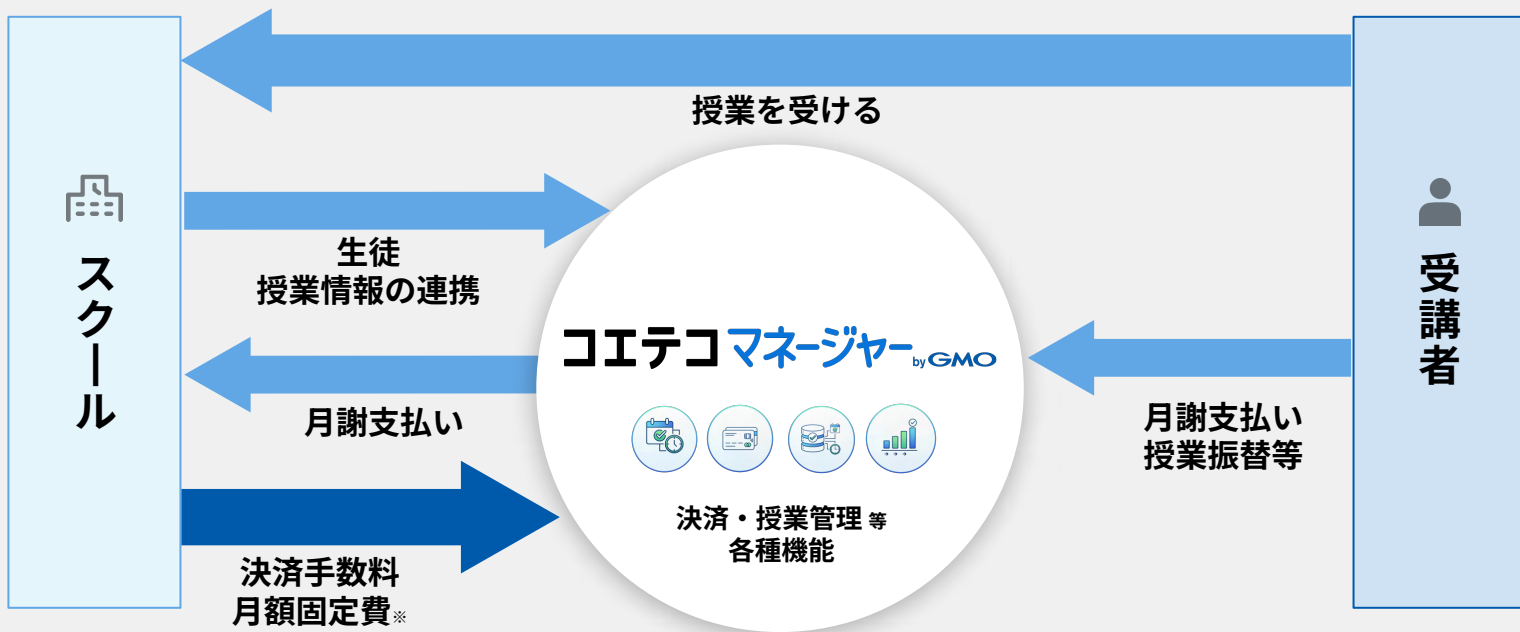 授業を受ける
スクール
生徒
授業情報の連携
月謝支払い
決済手数料
月額固定費※
コエテコ マネージャー by GMO
決済・授業管理 等
各種機能
月謝支払い
授業振替等
受講者